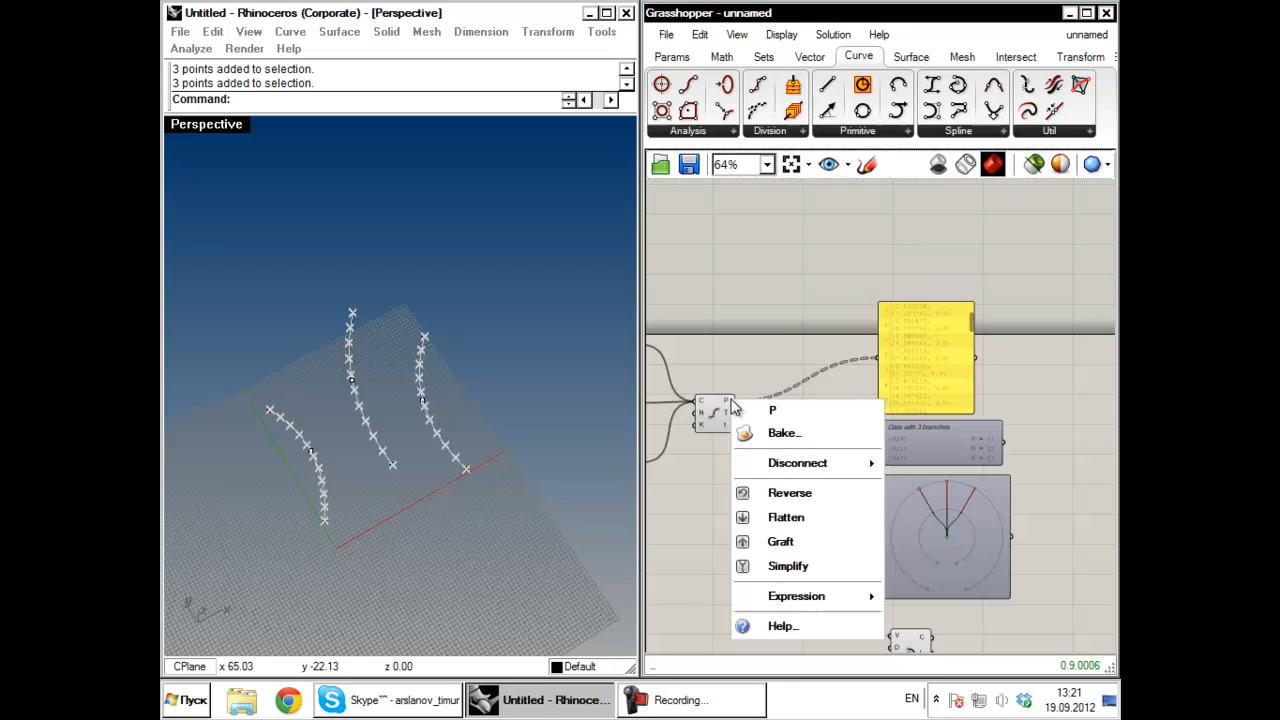 Untitled - Rhinoceros (Corporate) - [Perspective]
File Edit View Curve Surface Solid Mesh Dimension Transform Tools
Analyze Render Help
3 points added to selection.
3 points added to selection.
Command:
Perspective
CPlane x 65.03 y -22.13 z 0.00 Default
Grasshopper - unnamed
File Edit View Display Solution Help unnamed
Params Math Sets Vector Curve Surface Mesh Intersect Transform
Analysis Division Primitive Spline Util
64%
C P
N T
K t
Data with 3 branches
P
Bake...
Disconnect
Reverse
Flatten
Graft
Simplify
Expression
Help...
V C
D
0.9.0006
Пуск
Skype™ - arslanov_timur
Untitled - Rhinoce...
Recording...
EN
13:21
19.09.2012